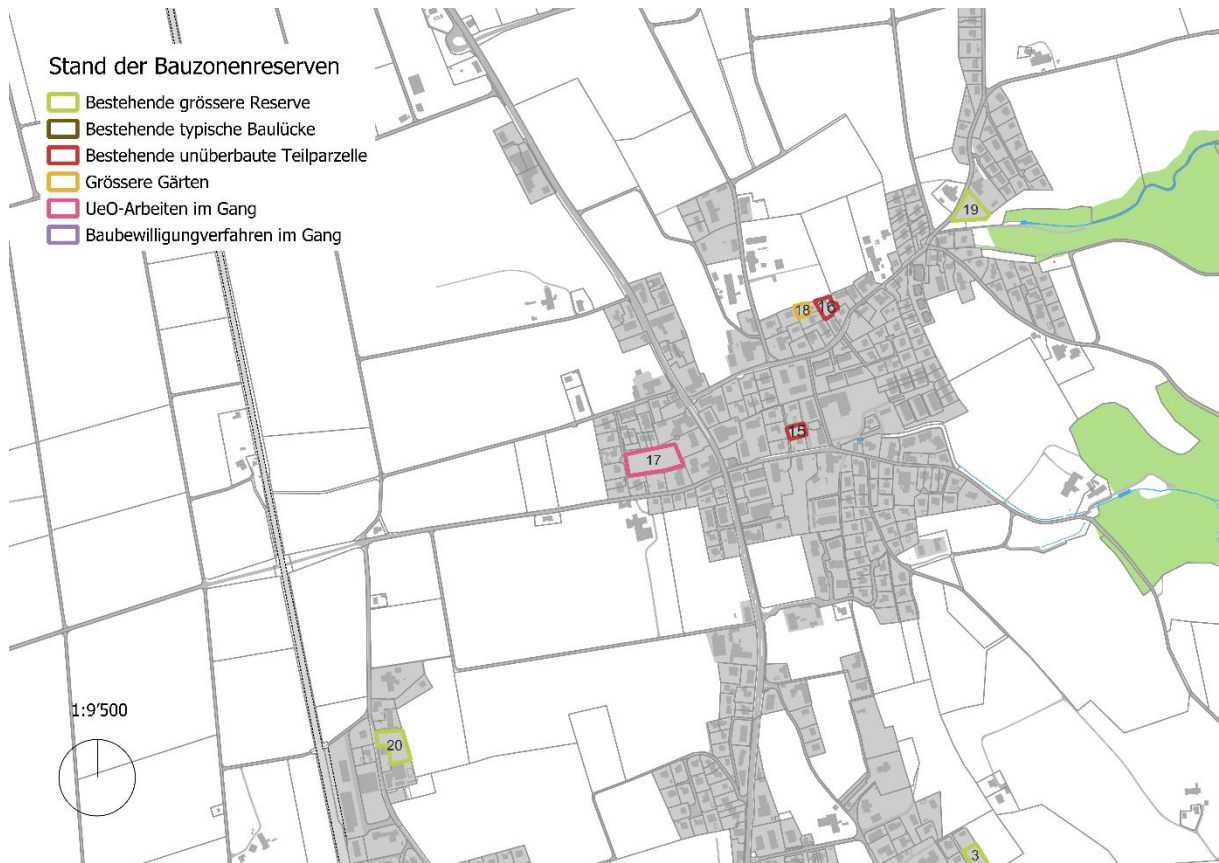 Stand der Bauzonenreserven
Bestehende grössere Reserve
Bestehende typische Baulücke
Bestehende unüberbaute Teilparzelle
Grössere Gärten
UeO-Arbeiten im Gang
Baubewilligungverfahren im Gang
19
18
16
15
17
1:9'500
20
3